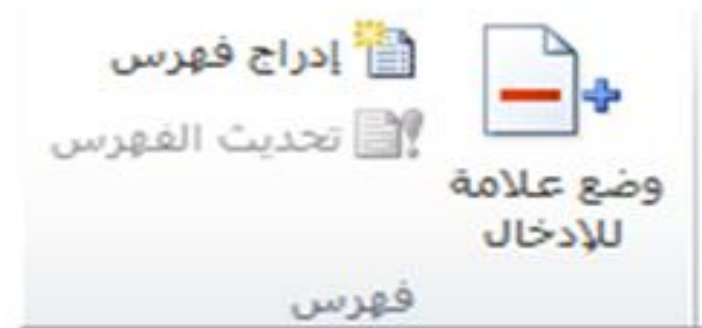 وضع علامة
للإدخال
إدراج فهرس
تحديث الفهرس
فهرس